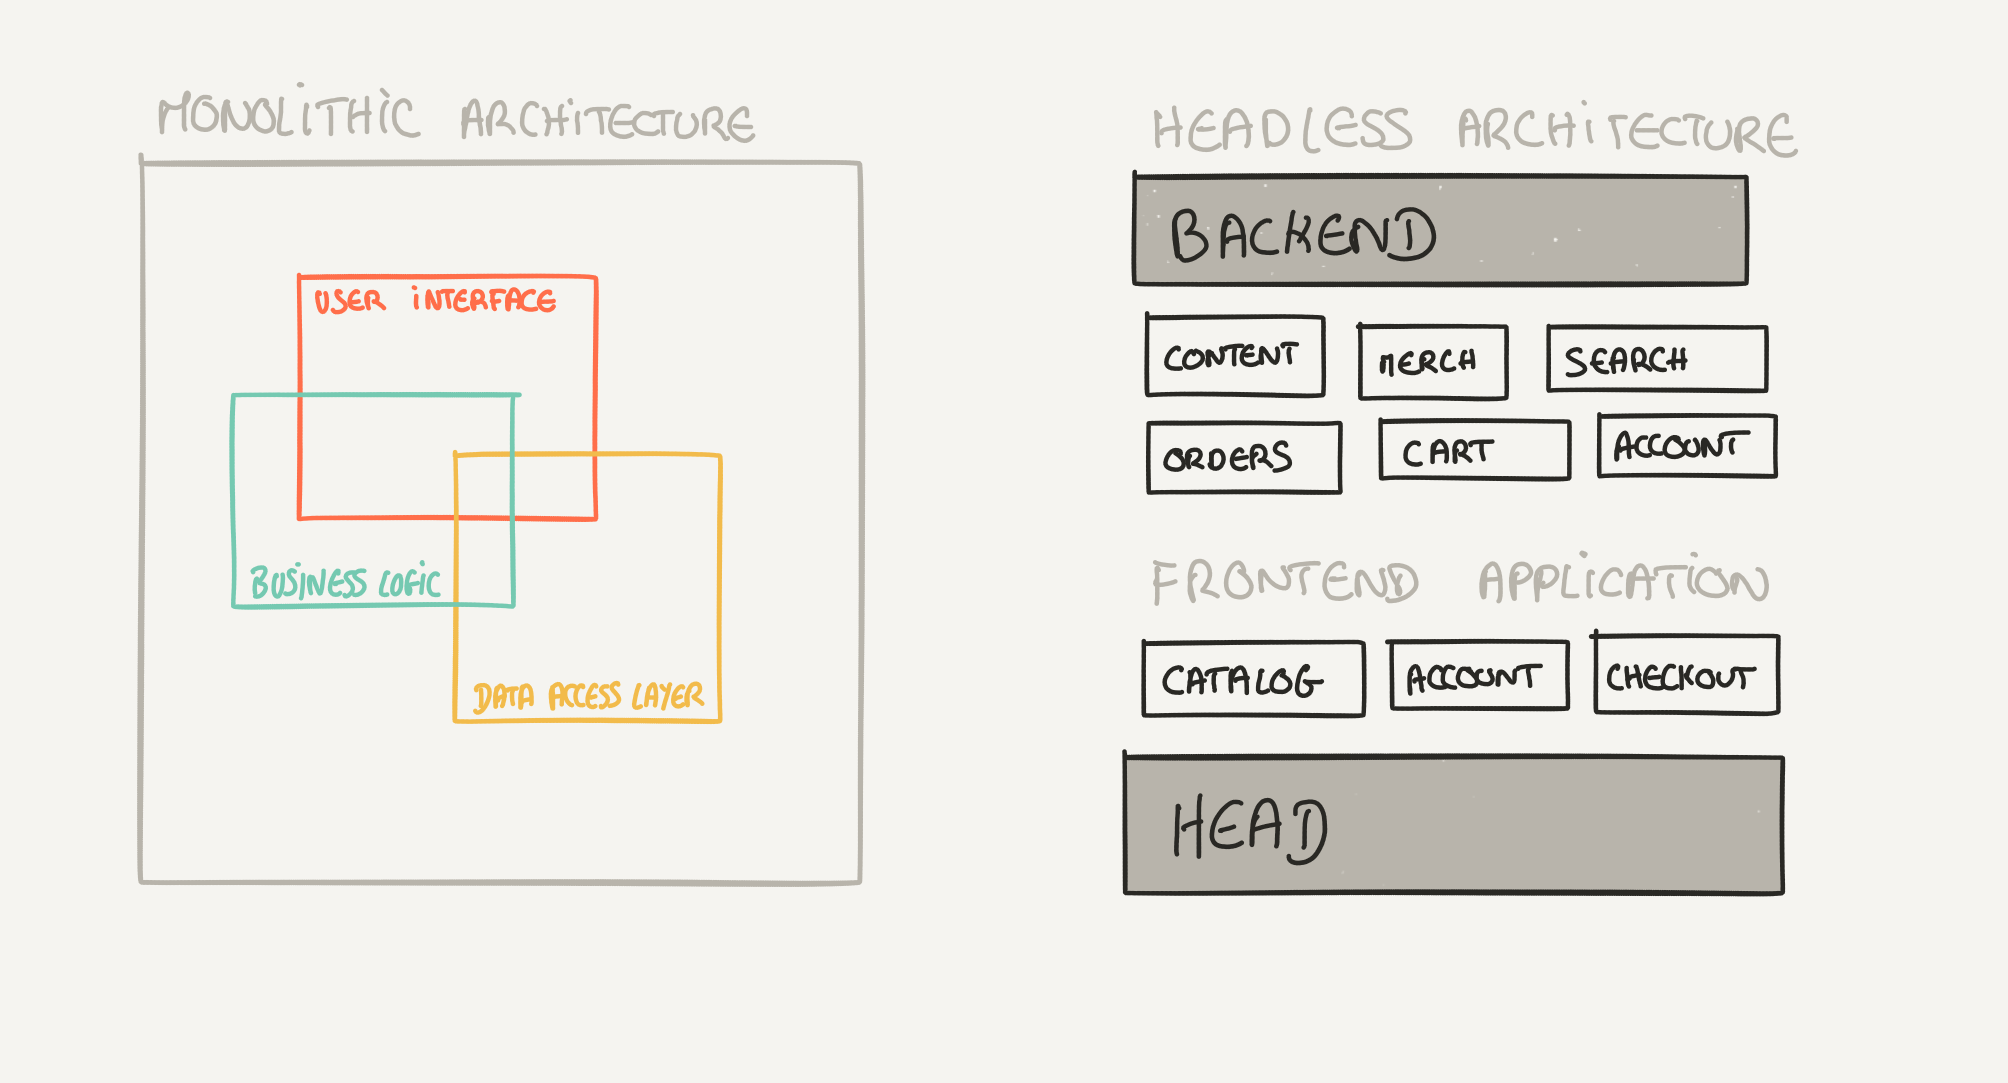 MONOLITHIC ARCHITECTURE
USER INTERFACE
BUSINESS LOGIC
DATA ACCESS LAYER
HEADLESS ARCHITECTURE
BACKEND
CONTENT
MERCH
SEARCH
ORDERS
CART
ACCOUNT
FRONTEND APPLICATION
CATALOG
ACCOUNT
CHECKOUT
HEAD